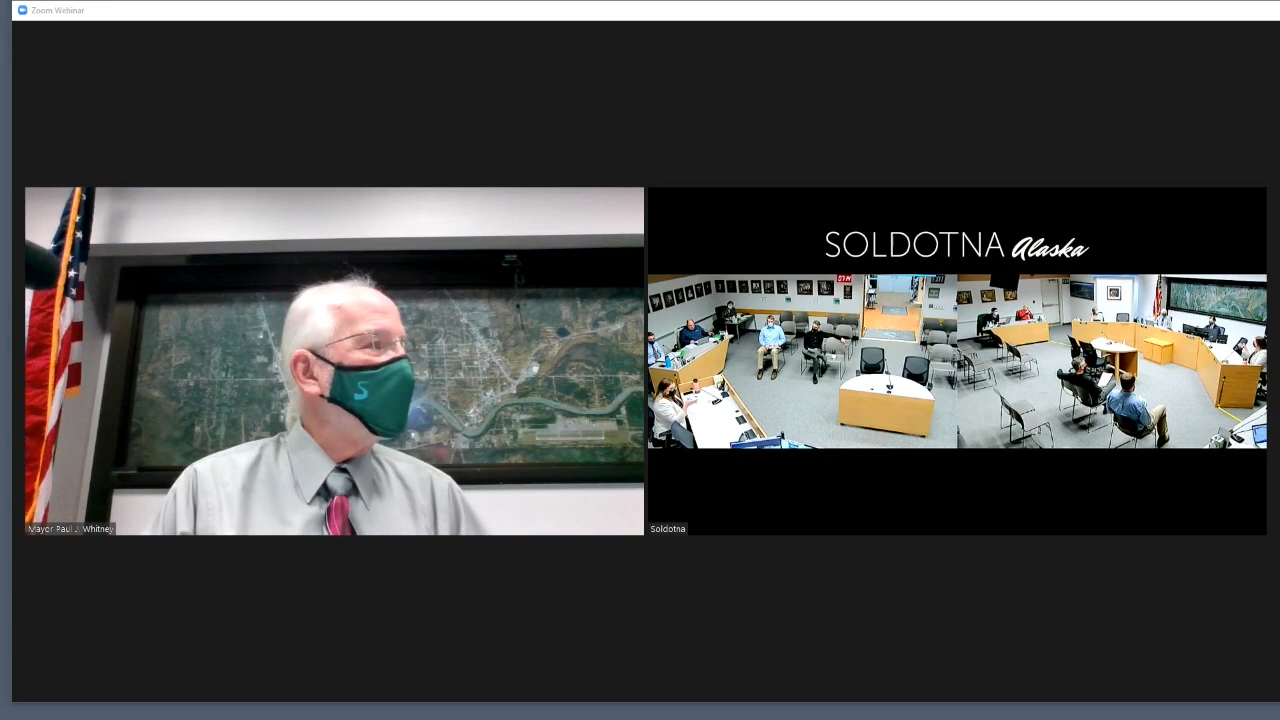 Zoom Webinar
SOLDOTNA Alaska
S
Mayor Paul J. Whitney
Soldotna